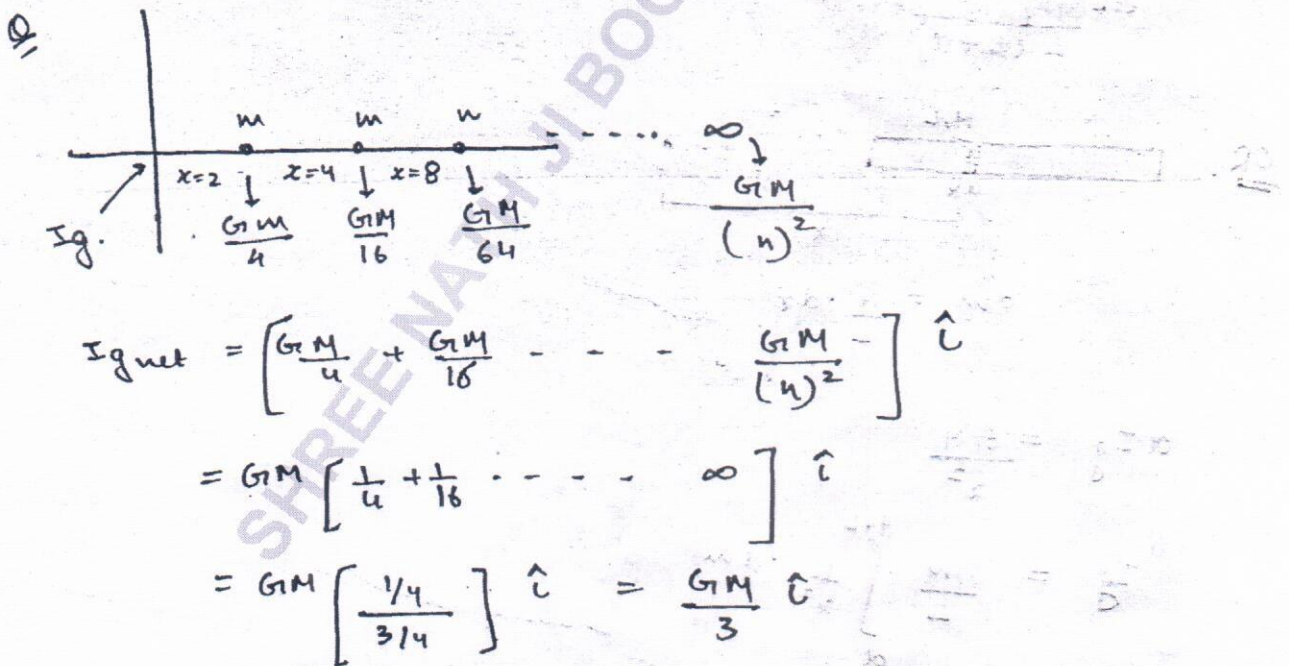 Q
m m n - - - - - ∞
x=2 x=4 x=8
Ig. Gm/4 GM/16 GM/64 GM/(n)²
Ig net = [GM/4 + GM/16 - - - GM/(n)²] î
= GM [1/4 + 1/16 - - - - ∞] î
= GM [(1/4)/(3/4)] î = GM/3 î
SHREE NATH JI BOO